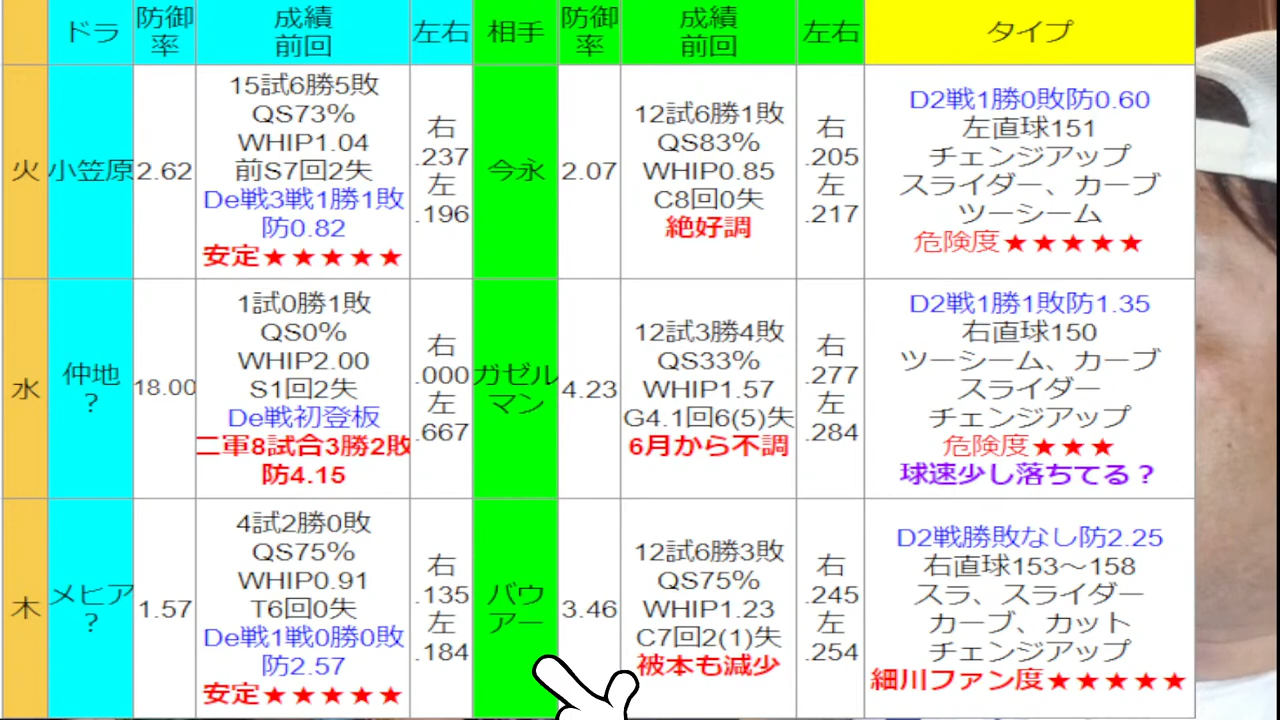 ドラ
防御
率
成績
前回
左右
相手
防御
率
成績
前回
左右
タイプ
火
小笠原
2.62
15試6勝5敗
QS73%
WHIP1.04
前S7回2失
De戦3戦1勝1敗
防0.82
安定★★★★★
右
.237
左
.196
今永
2.07
12試6勝1敗
QS83%
WHIP0.85
C8回0失
絶好調
右
.205
左
.217
D2戦1勝0敗防0.60
左直球151
チェンジアップ
スライダー、カーブ
ツーシーム
危険度★★★★★
水
仲地
?
18.00
1試0勝1敗
QS0%
WHIP2.00
S1回2失
De戦初登板
二軍8試合3勝2敗
防4.15
右
.000
左
.667
ガゼル
マン
4.23
12試3勝4敗
QS33%
WHIP1.57
G4.1回6(5)失
6月から不調
右
.277
左
.284
D2戦1勝1敗防1.35
右直球150
ツーシーム、カーブ
スライダー
チェンジアップ
危険度★★★
球速少し落ちてる？
木
メヒア
?
1.57
4試2勝0敗
QS75%
WHIP0.91
T6回0失
De戦1戦0勝0敗
防2.57
安定★★★★★
右
.135
左
.184
バウ
アー
3.46
12試6勝3敗
QS75%
WHIP1.23
C7回2(1)失
被本も減少
右
.245
左
.254
D2戦勝敗なし防2.25
右直球153～158
スラ、スライダー
カーブ、カット
チェンジアップ
細川ファン度★★★★★